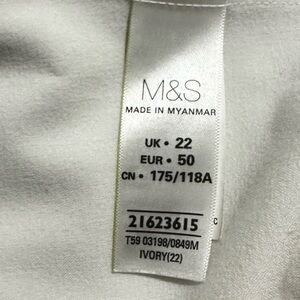 M&S
MADE IN MYANMAR
UK • 22
EUR • 50
CN • 175/118A
21623615
C
T59 03198/0849M
IVORY(22)